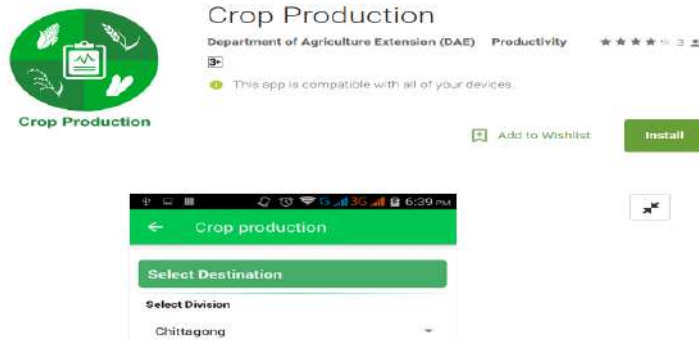 Crop Production
Department of Agriculture Extension (DAE) Productivity
3+
This app is compatible with all of your devices.
Crop Production
Add to Wishlist Install
3G 6:39 PM
Crop production
Select Destination
Select Division
Chittagong